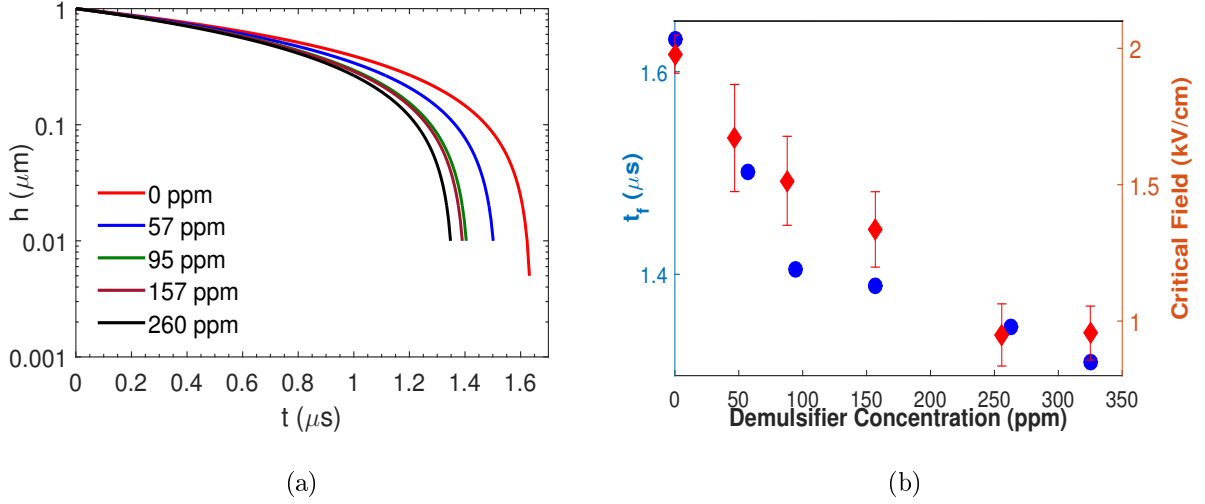 1
0.1
0.01
0.001
h (μm)
0 ppm
57 ppm
95 ppm
157 ppm
260 ppm
0 0.2 0.4 0.6 0.8 1 1.2 1.4 1.6
t (μs)
(a)
1.6
1.4
t_f (μs)
2
1.5
1
Critical Field (kV/cm)
0 50 100 150 200 250 300 350
Demulsifier Concentration (ppm)
(b)